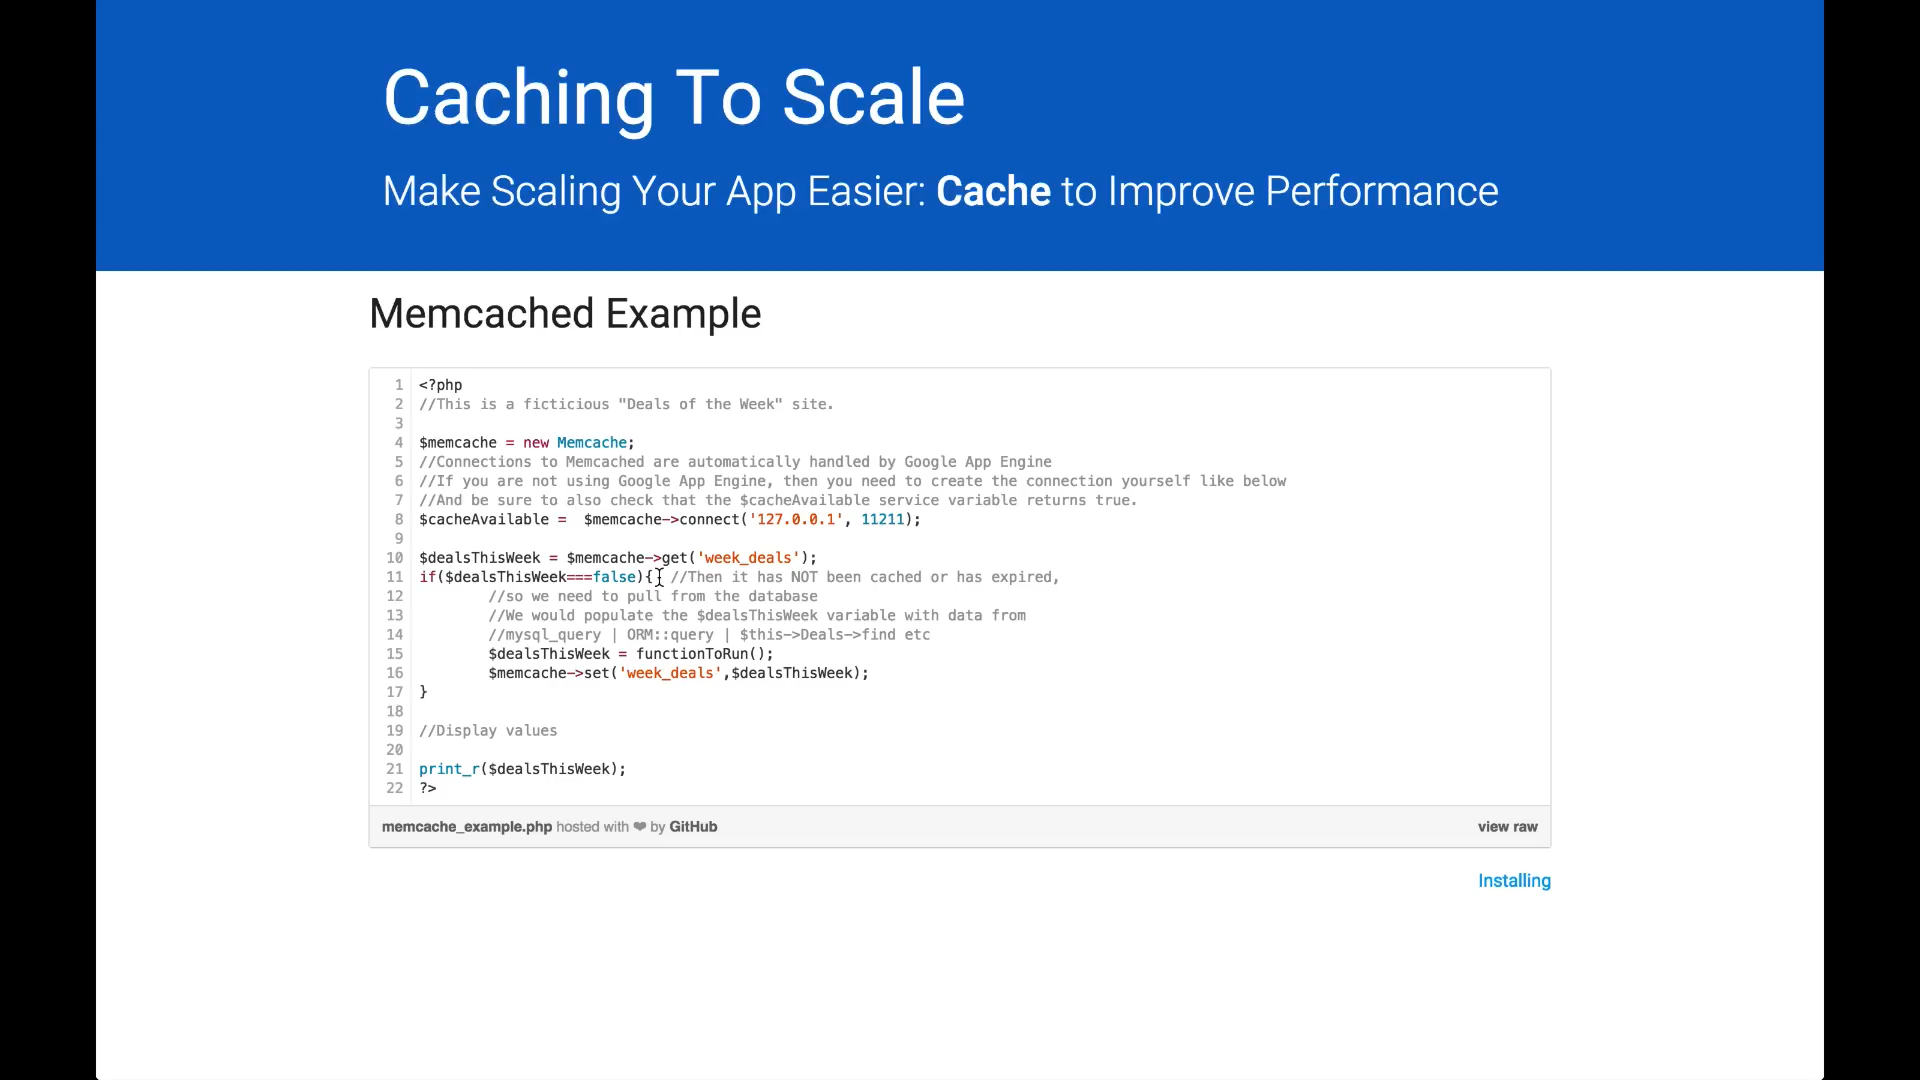 Caching To Scale
Make Scaling Your App Easier: Cache to Improve Performance
Memcached Example
1 <?php
2 //This is a ficticious "Deals of the Week" site.
3
4 $memcache = new Memcache;
5 //Connections to Memcached are automatically handled by Google App Engine
6 //If you are not using Google App Engine, then you need to create the connection yourself like below
7 //And be sure to also check that the $cacheAvailable service variable returns true.
8 $cacheAvailable =  $memcache->connect('127.0.0.1', 11211);
9
10 $dealsThisWeek = $memcache->get('week_deals');
11 if($dealsThisWeek===false){ //Then it has NOT been cached or has expired,
12         //so we need to pull from the database
13         //We would populate the $dealsThisWeek variable with data from
14         //mysql_query | ORM::query | $this->Deals->find etc
15         $dealsThisWeek = functionToRun();
16         $memcache->set('week_deals',$dealsThisWeek);
17 }
18
19 //Display values
20
21 print_r($dealsThisWeek);
22 ?>
memcache_example.php hosted with ❤ by GitHub view raw
Installing